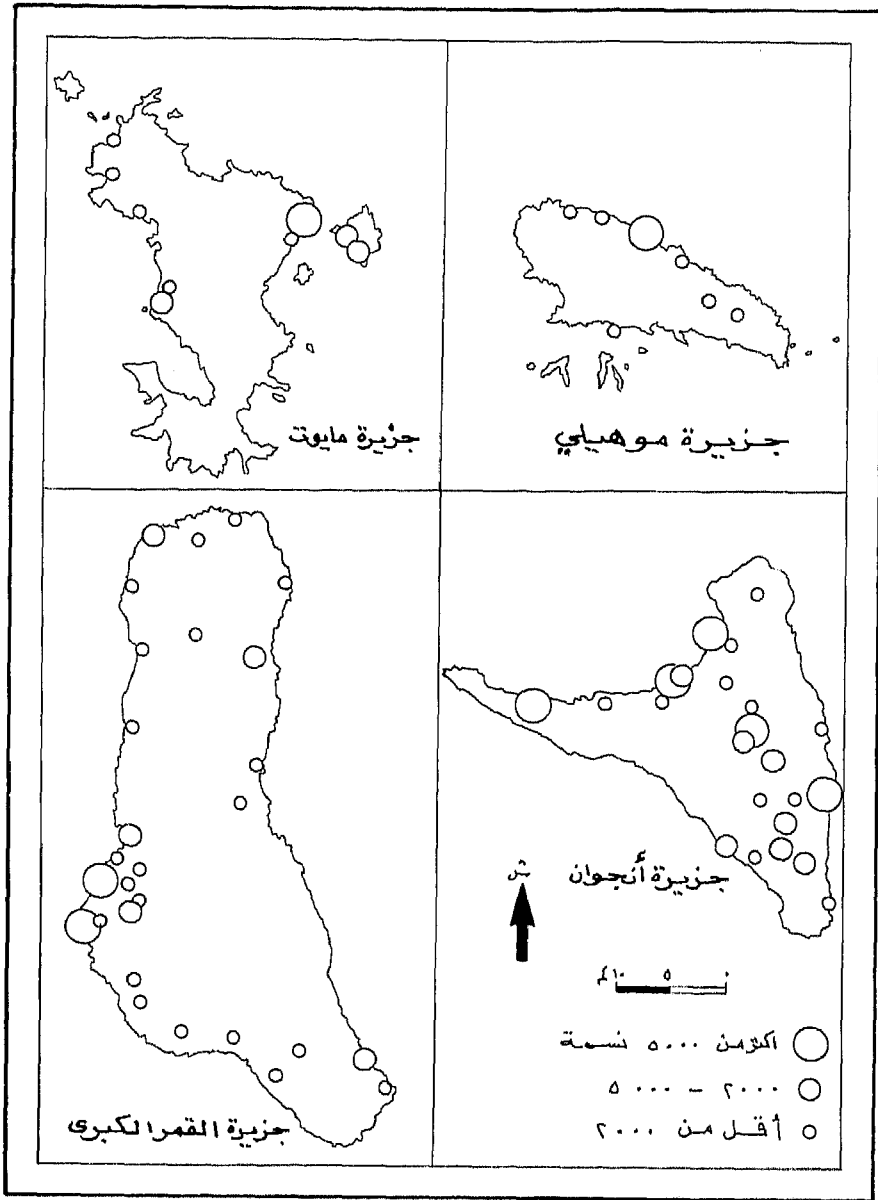 جزيرة موهيلي
جزيرة مايوت
جزيرة أنجوان
ش
١٠ كم ٥ ٠
أكثر من ٥٠٠٠ نسمة
٢٠٠٠ – ٥٠٠٠
أقل من ٢٠٠٠
جزيرة القمر الكبرى